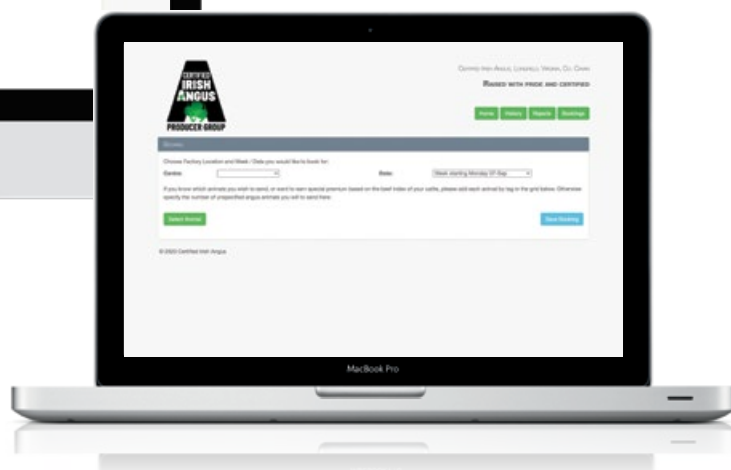 CERTIFIED
IRISH
ANGUS
PRODUCER GROUP
Certified Irish Angus, Longfield, Virginia, Co. Cavan
Raised with pride and certified
Home History Reports Bookings
Choose Factory Location and Week / Date you would like to book for:
Centre: Date: Week starting Monday 07-Sep
If you know which animals you wish to send, or want to earn special premium based on the beef index of your cattle, please add each animal by tag in the grid below. Otherwise
specify the number of unspecified angus animals you will to send here.
Select Animal Save Booking
Certified Irish Angus
MacBook Pro